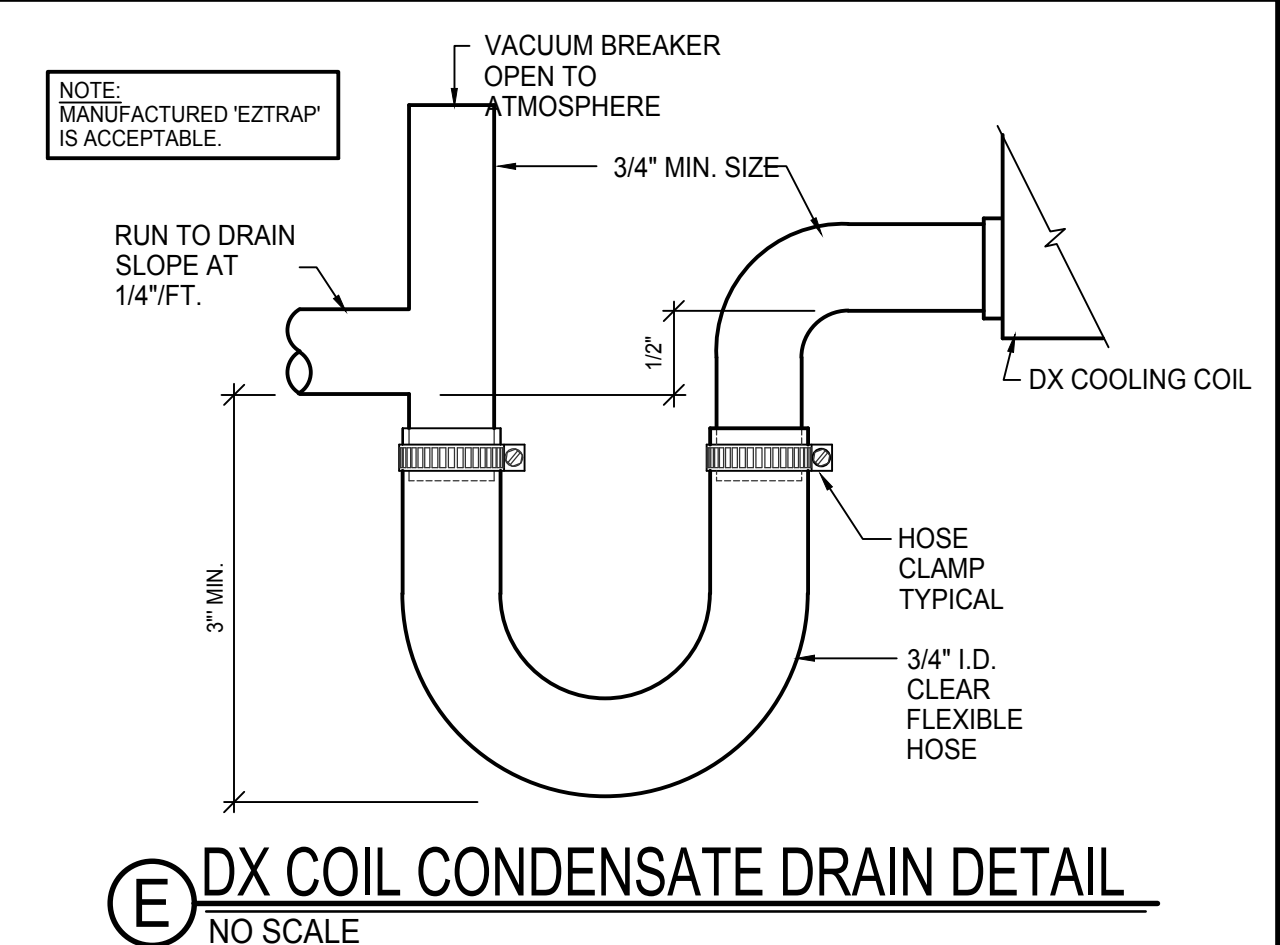 VACUUM BREAKER
OPEN TO
ATMOSPHERE
NOTE:
MANUFACTURED 'EZTRAP'
IS ACCEPTABLE.
3/4" MIN. SIZE
RUN TO DRAIN
SLOPE AT
1/4"/FT.
1/2"
DX COOLING COIL
3"' MIN.
HOSE
CLAMP
TYPICAL
3/4" I.D.
CLEAR
FLEXIBLE
HOSE
E
DX COIL CONDENSATE DRAIN DETAIL
NO SCALE